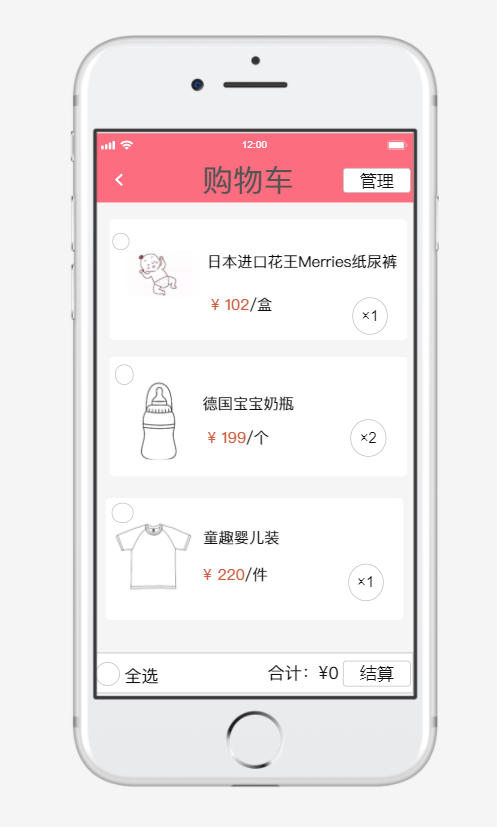 12:00
购物车
管理
日本进口花王Merries纸尿裤
¥ 102/盒
×1
德国宝宝奶瓶
¥ 199/个
×2
童趣婴儿装
¥ 220/件
×1
全选
合计：¥0
结算